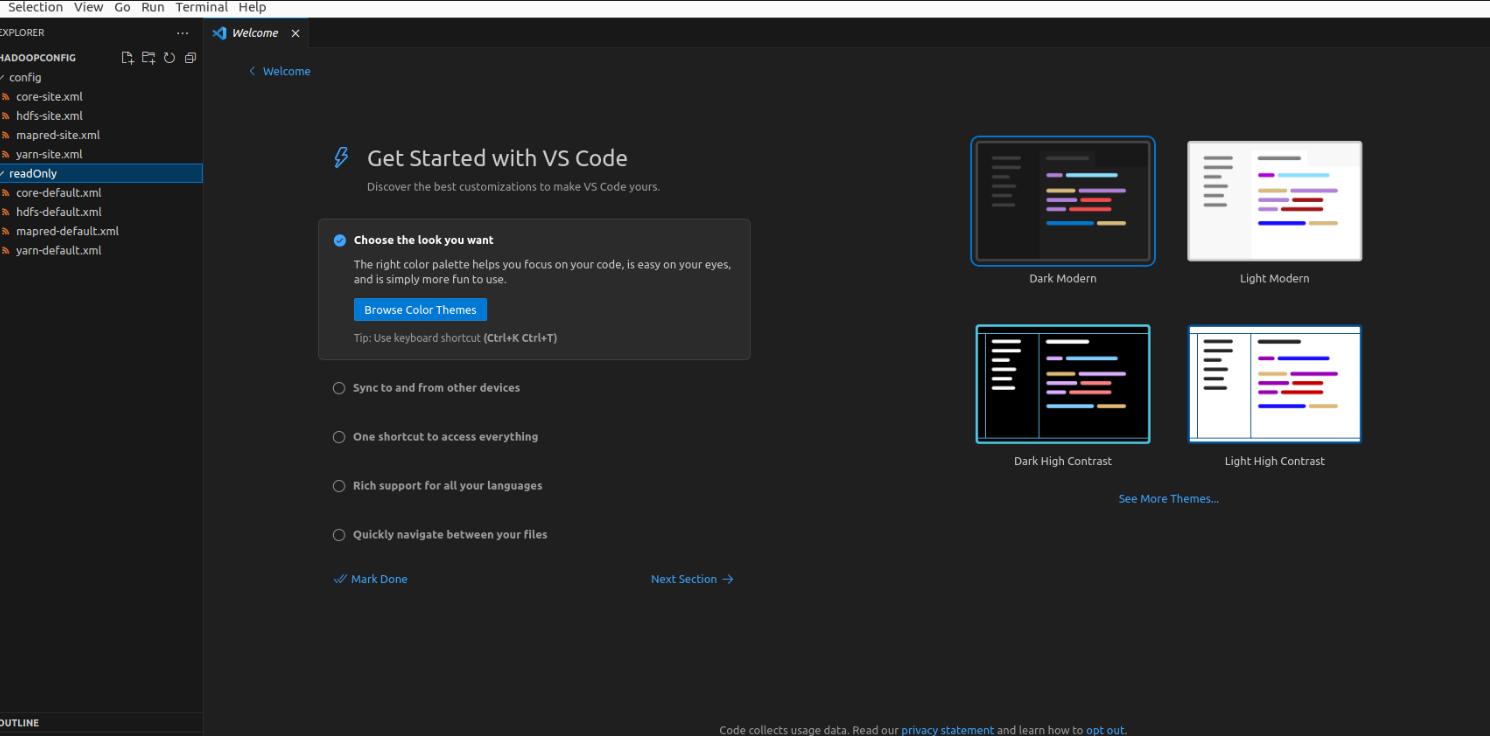 Selection View Go Run Terminal Help
EXPLORER
Welcome
HADOOPCONFIG
Welcome
config
core-site.xml
hdfs-site.xml
mapred-site.xml
yarn-site.xml
readOnly
core-default.xml
hdfs-default.xml
mapred-default.xml
yarn-default.xml
OUTLINE
Get Started with VS Code
Discover the best customizations to make VS Code yours.
Choose the look you want
The right color palette helps you focus on your code, is easy on your eyes,
and is simply more fun to use.
Browse Color Themes
Tip: Use keyboard shortcut (Ctrl+K Ctrl+T)
Sync to and from other devices
One shortcut to access everything
Rich support for all your languages
Quickly navigate between your files
Mark Done
Next Section
Dark Modern
Light Modern
Dark High Contrast
Light High Contrast
See More Themes...
Code collects usage data. Read our privacy statement and learn how to opt out.